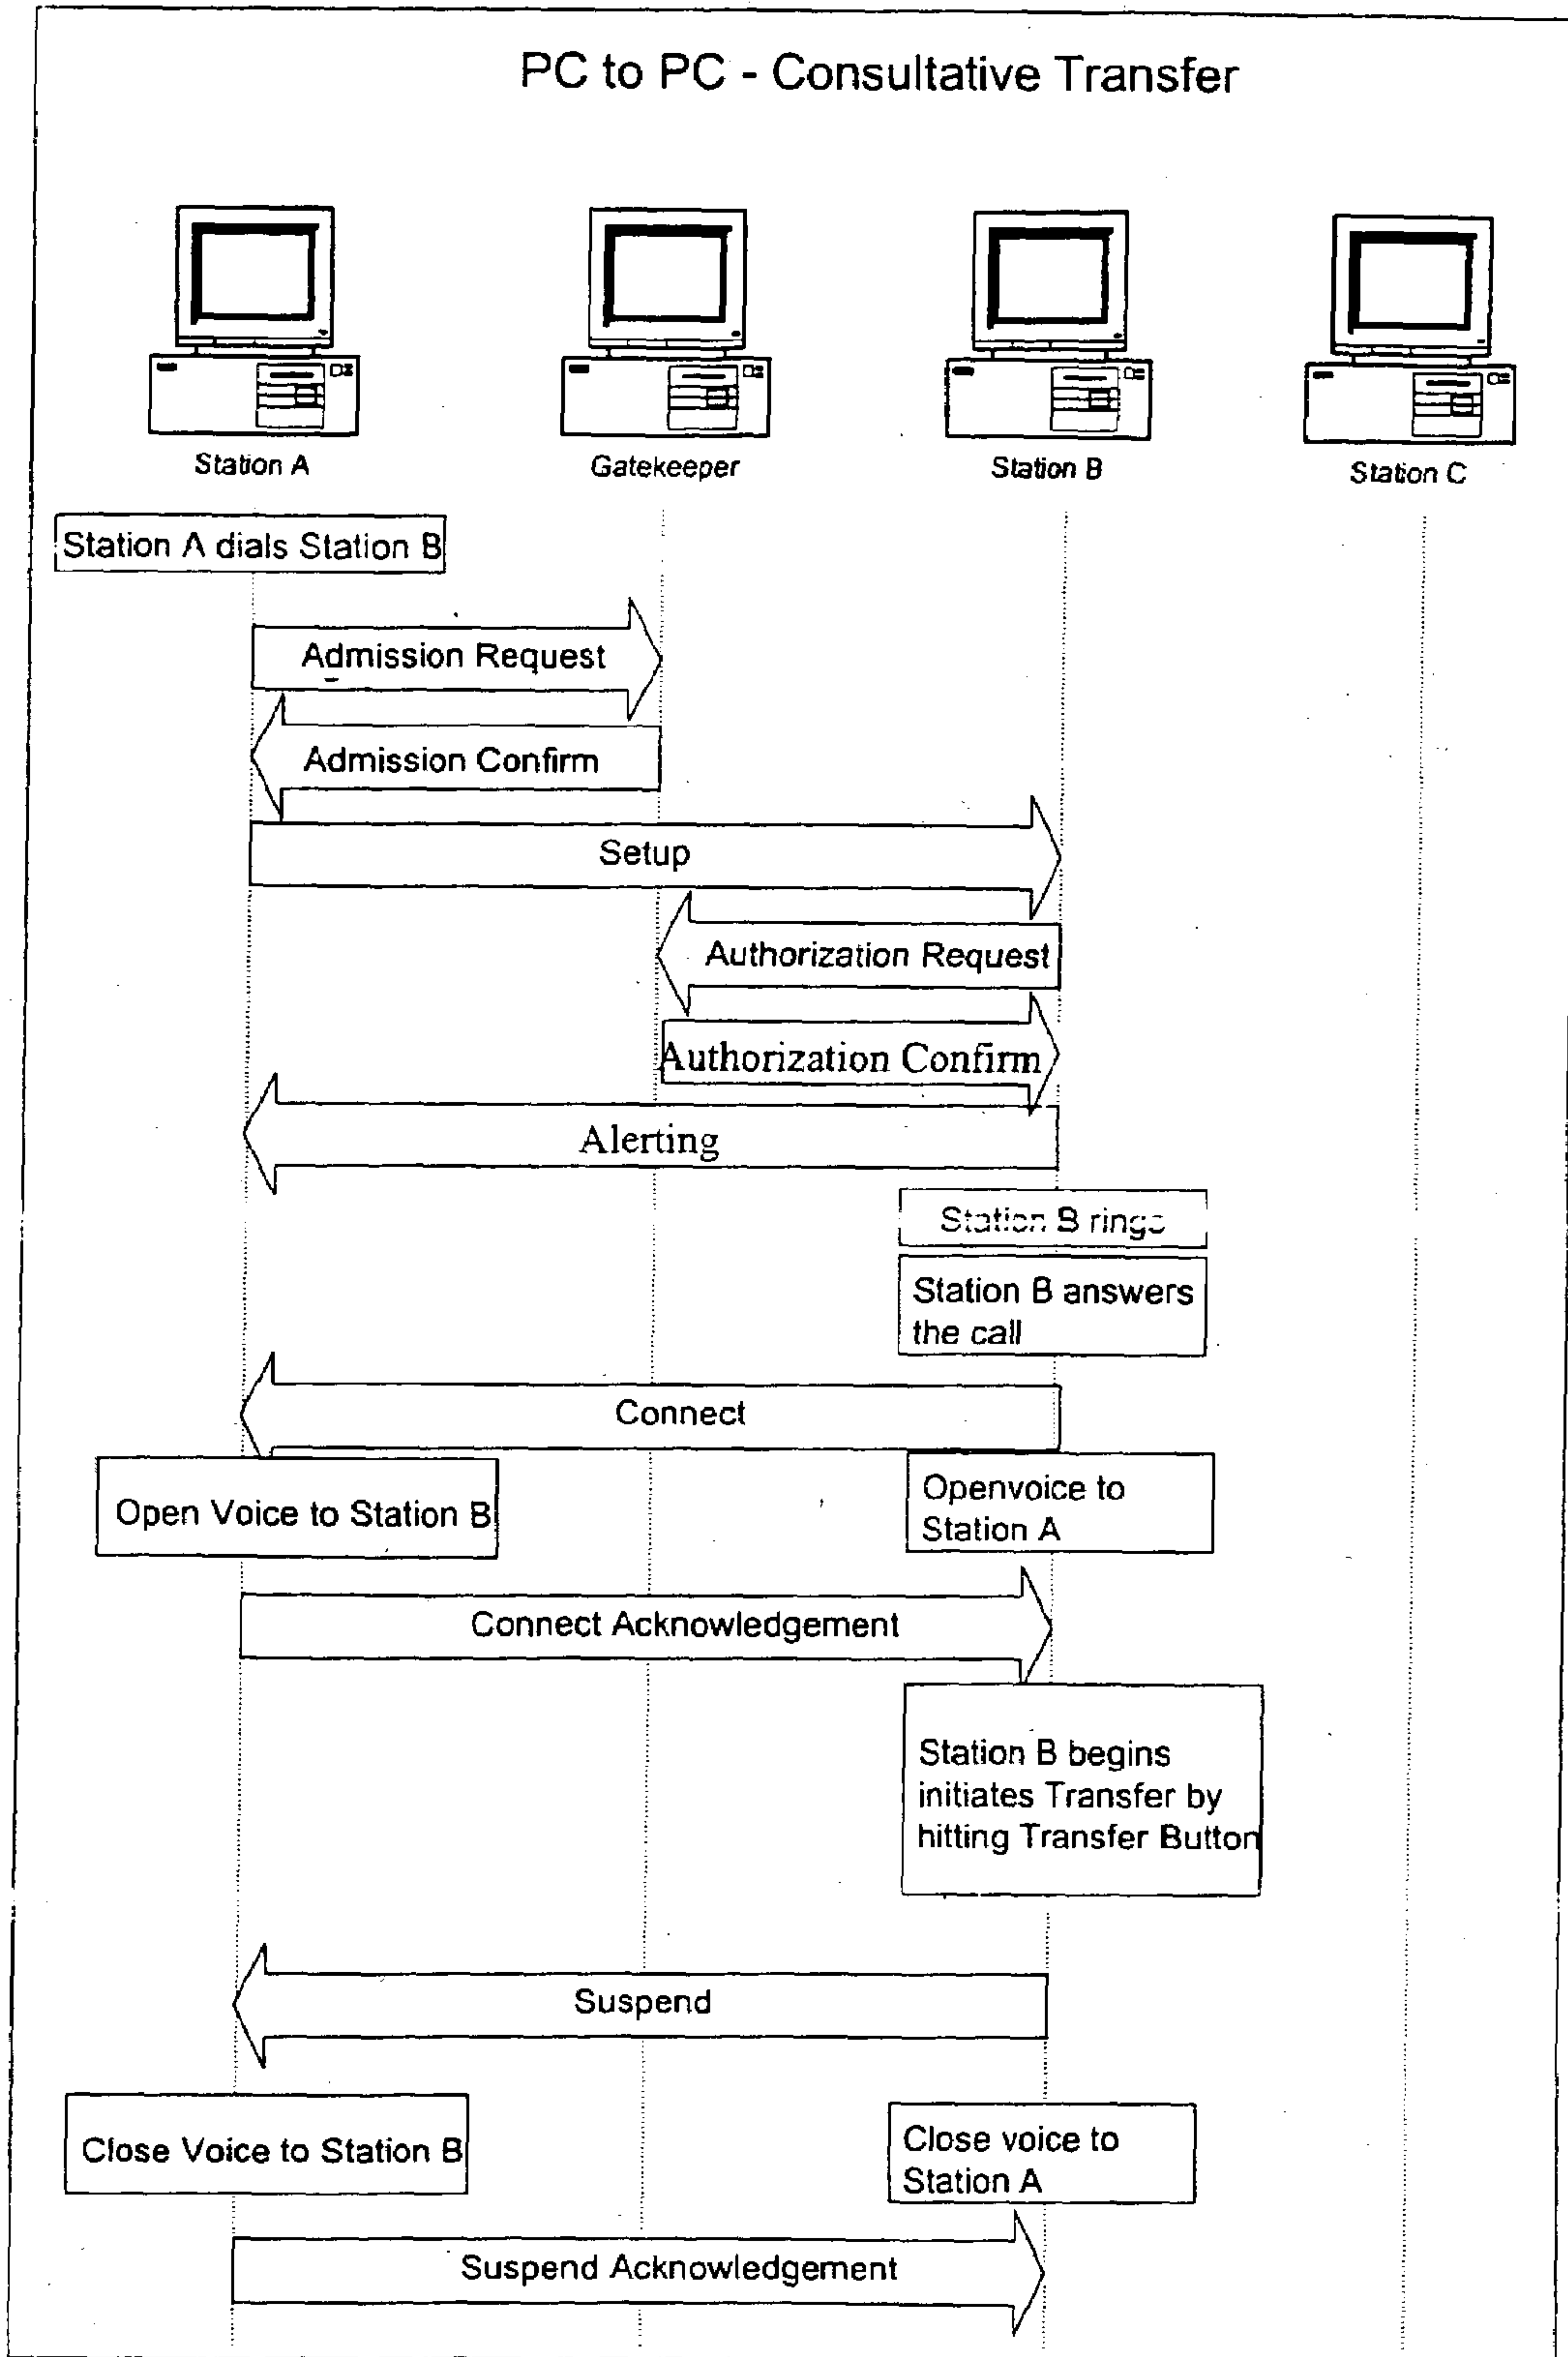 PC to PC - Consultative Transfer
Station A
Gatekeeper
Station B
Station C
Station A dials Station B
Admission Request
Admission Confirm
Setup
Authorization Request
Authorization Confirm
Alerting
Station B rings
Station B answers
the call
Connect
Open Voice to Station B
Openvoice to
Station A
Connect Acknowledgement
Station B begins
initiates Transfer by
hitting Transfer Button
Suspend
Close Voice to Station B
Close voice to
Station A
Suspend Acknowledgement